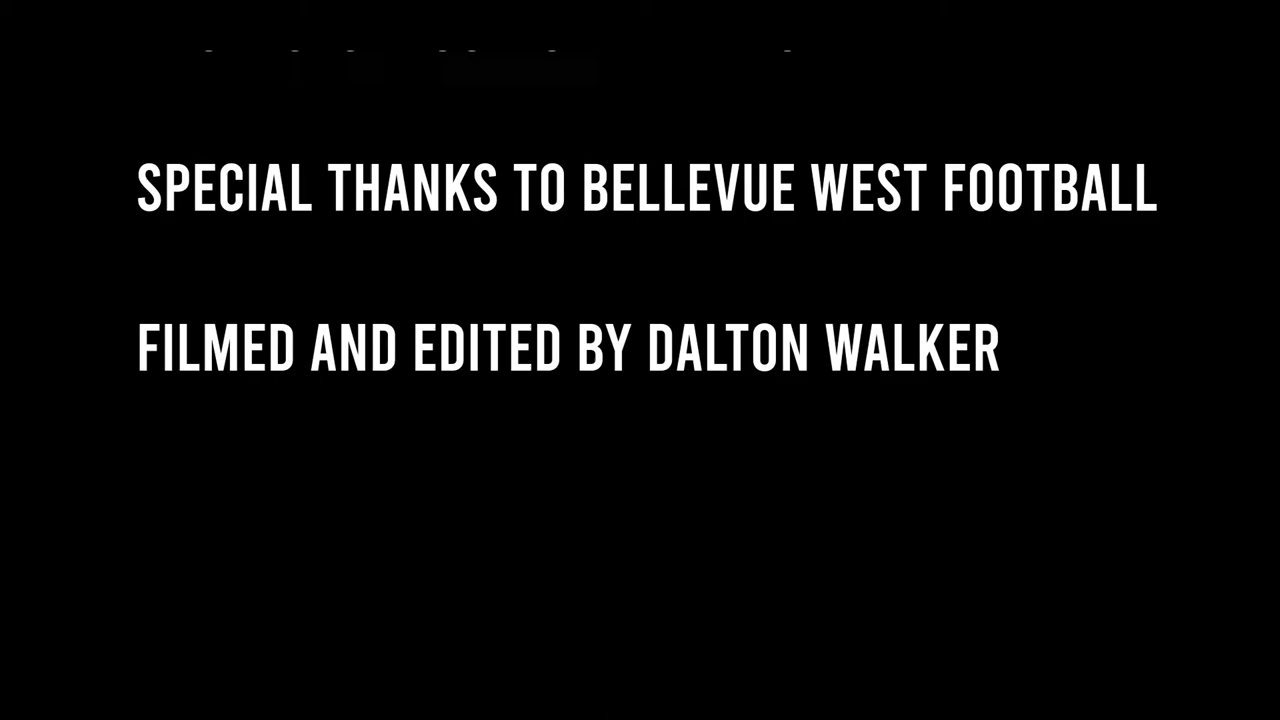 SPECIAL THANKS TO BELLEVUE WEST FOOTBALL
FILMED AND EDITED BY DALTON WALKER